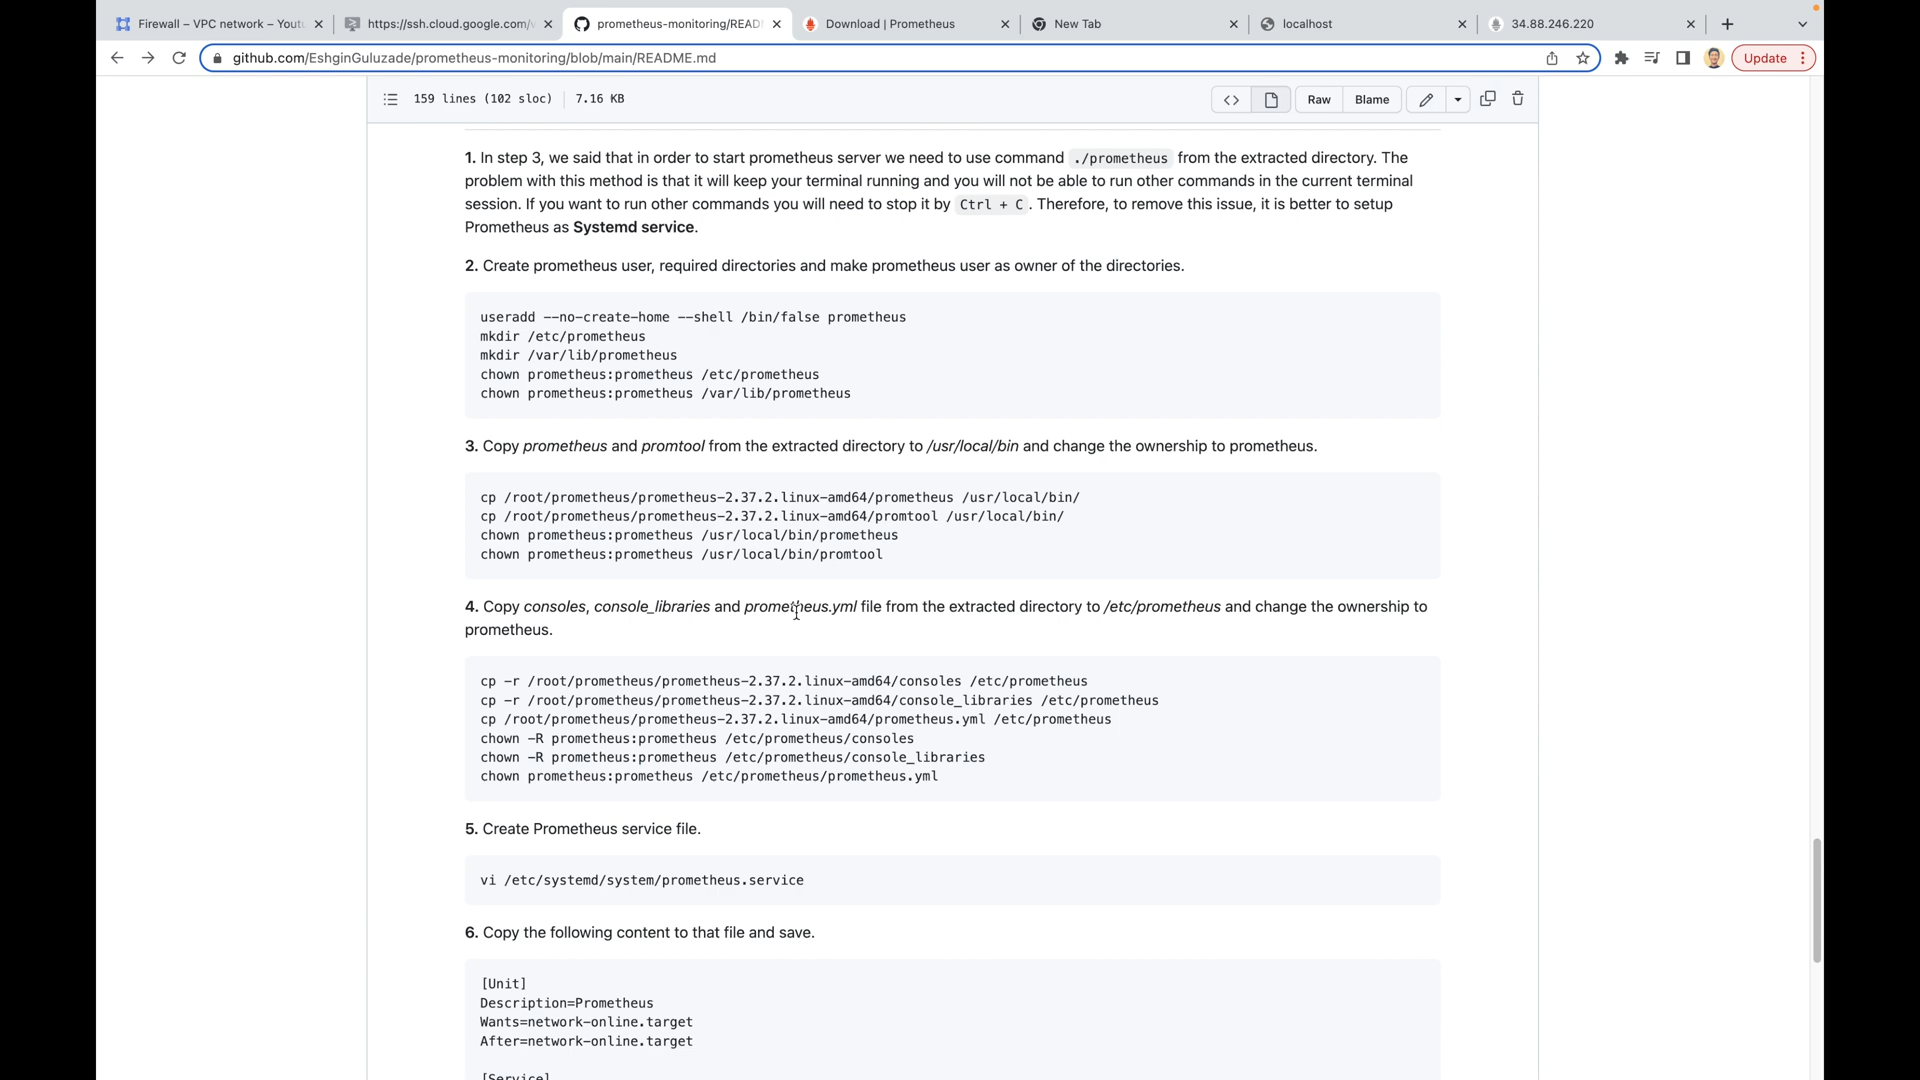 Firewall – VPC network – Yout
https://ssh.cloud.google.com/v
prometheus-monitoring/READ
Download | Prometheus
New Tab
localhost
34.88.246.220
github.com/EshginGuluzade/prometheus-monitoring/blob/main/README.md
Update
159 lines (102 sloc)
7.16 KB
Raw
Blame
1. In step 3, we said that in order to start prometheus server we need to use command ./prometheus from the extracted directory. The
problem with this method is that it will keep your terminal running and you will not be able to run other commands in the current terminal
session. If you want to run other commands you will need to stop it by Ctrl + C . Therefore, to remove this issue, it is better to setup
Prometheus as Systemd service.
2. Create prometheus user, required directories and make prometheus user as owner of the directories.
useradd --no-create-home --shell /bin/false prometheus
mkdir /etc/prometheus
mkdir /var/lib/prometheus
chown prometheus:prometheus /etc/prometheus
chown prometheus:prometheus /var/lib/prometheus
3. Copy prometheus and promtool from the extracted directory to /usr/local/bin and change the ownership to prometheus.
cp /root/prometheus/prometheus-2.37.2.linux-amd64/prometheus /usr/local/bin/
cp /root/prometheus/prometheus-2.37.2.linux-amd64/promtool /usr/local/bin/
chown prometheus:prometheus /usr/local/bin/prometheus
chown prometheus:prometheus /usr/local/bin/promtool
4. Copy consoles, console_libraries and prometheus.yml file from the extracted directory to /etc/prometheus and change the ownership to
prometheus.
cp -r /root/prometheus/prometheus-2.37.2.linux-amd64/consoles /etc/prometheus
cp -r /root/prometheus/prometheus-2.37.2.linux-amd64/console_libraries /etc/prometheus
cp /root/prometheus/prometheus-2.37.2.linux-amd64/prometheus.yml /etc/prometheus
chown -R prometheus:prometheus /etc/prometheus/consoles
chown -R prometheus:prometheus /etc/prometheus/console_libraries
chown prometheus:prometheus /etc/prometheus/prometheus.yml
5. Create Prometheus service file.
vi /etc/systemd/system/prometheus.service
6. Copy the following content to that file and save.
[Unit]
Description=Prometheus
Wants=network-online.target
After=network-online.target
[Service]